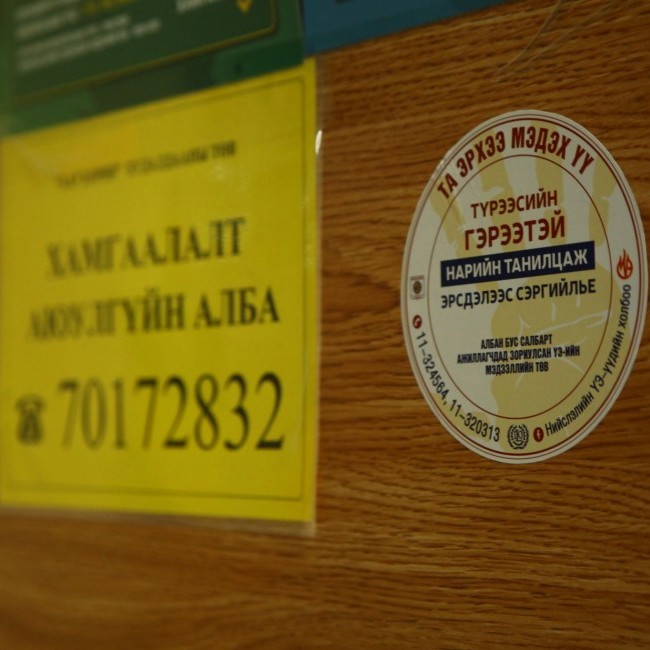 ХАМГААЛАЛТ
АЮУЛГҮЙН АЛБА
☎ 70172832
ТА ЭРХЭЭ МЭДЭХ ҮҮ
ТҮРЭЭСИЙН
ГЭРЭЭТЭЙ
НАРИЙН ТАНИЛЦАЖ
ЭРСДЭЛЭЭС СЭРГИЙЛЬЕ
АЛБАН БУС САЛБАРТ
АЖИЛЛАГЧДАД ЗОРИУЛСАН ҮЭ-ИЙН
МЭДЭЭЛЛИЙН ТӨВ
11-324564, 11-320313
Нийслэлийн ҮЭ-үүдийн холбоо